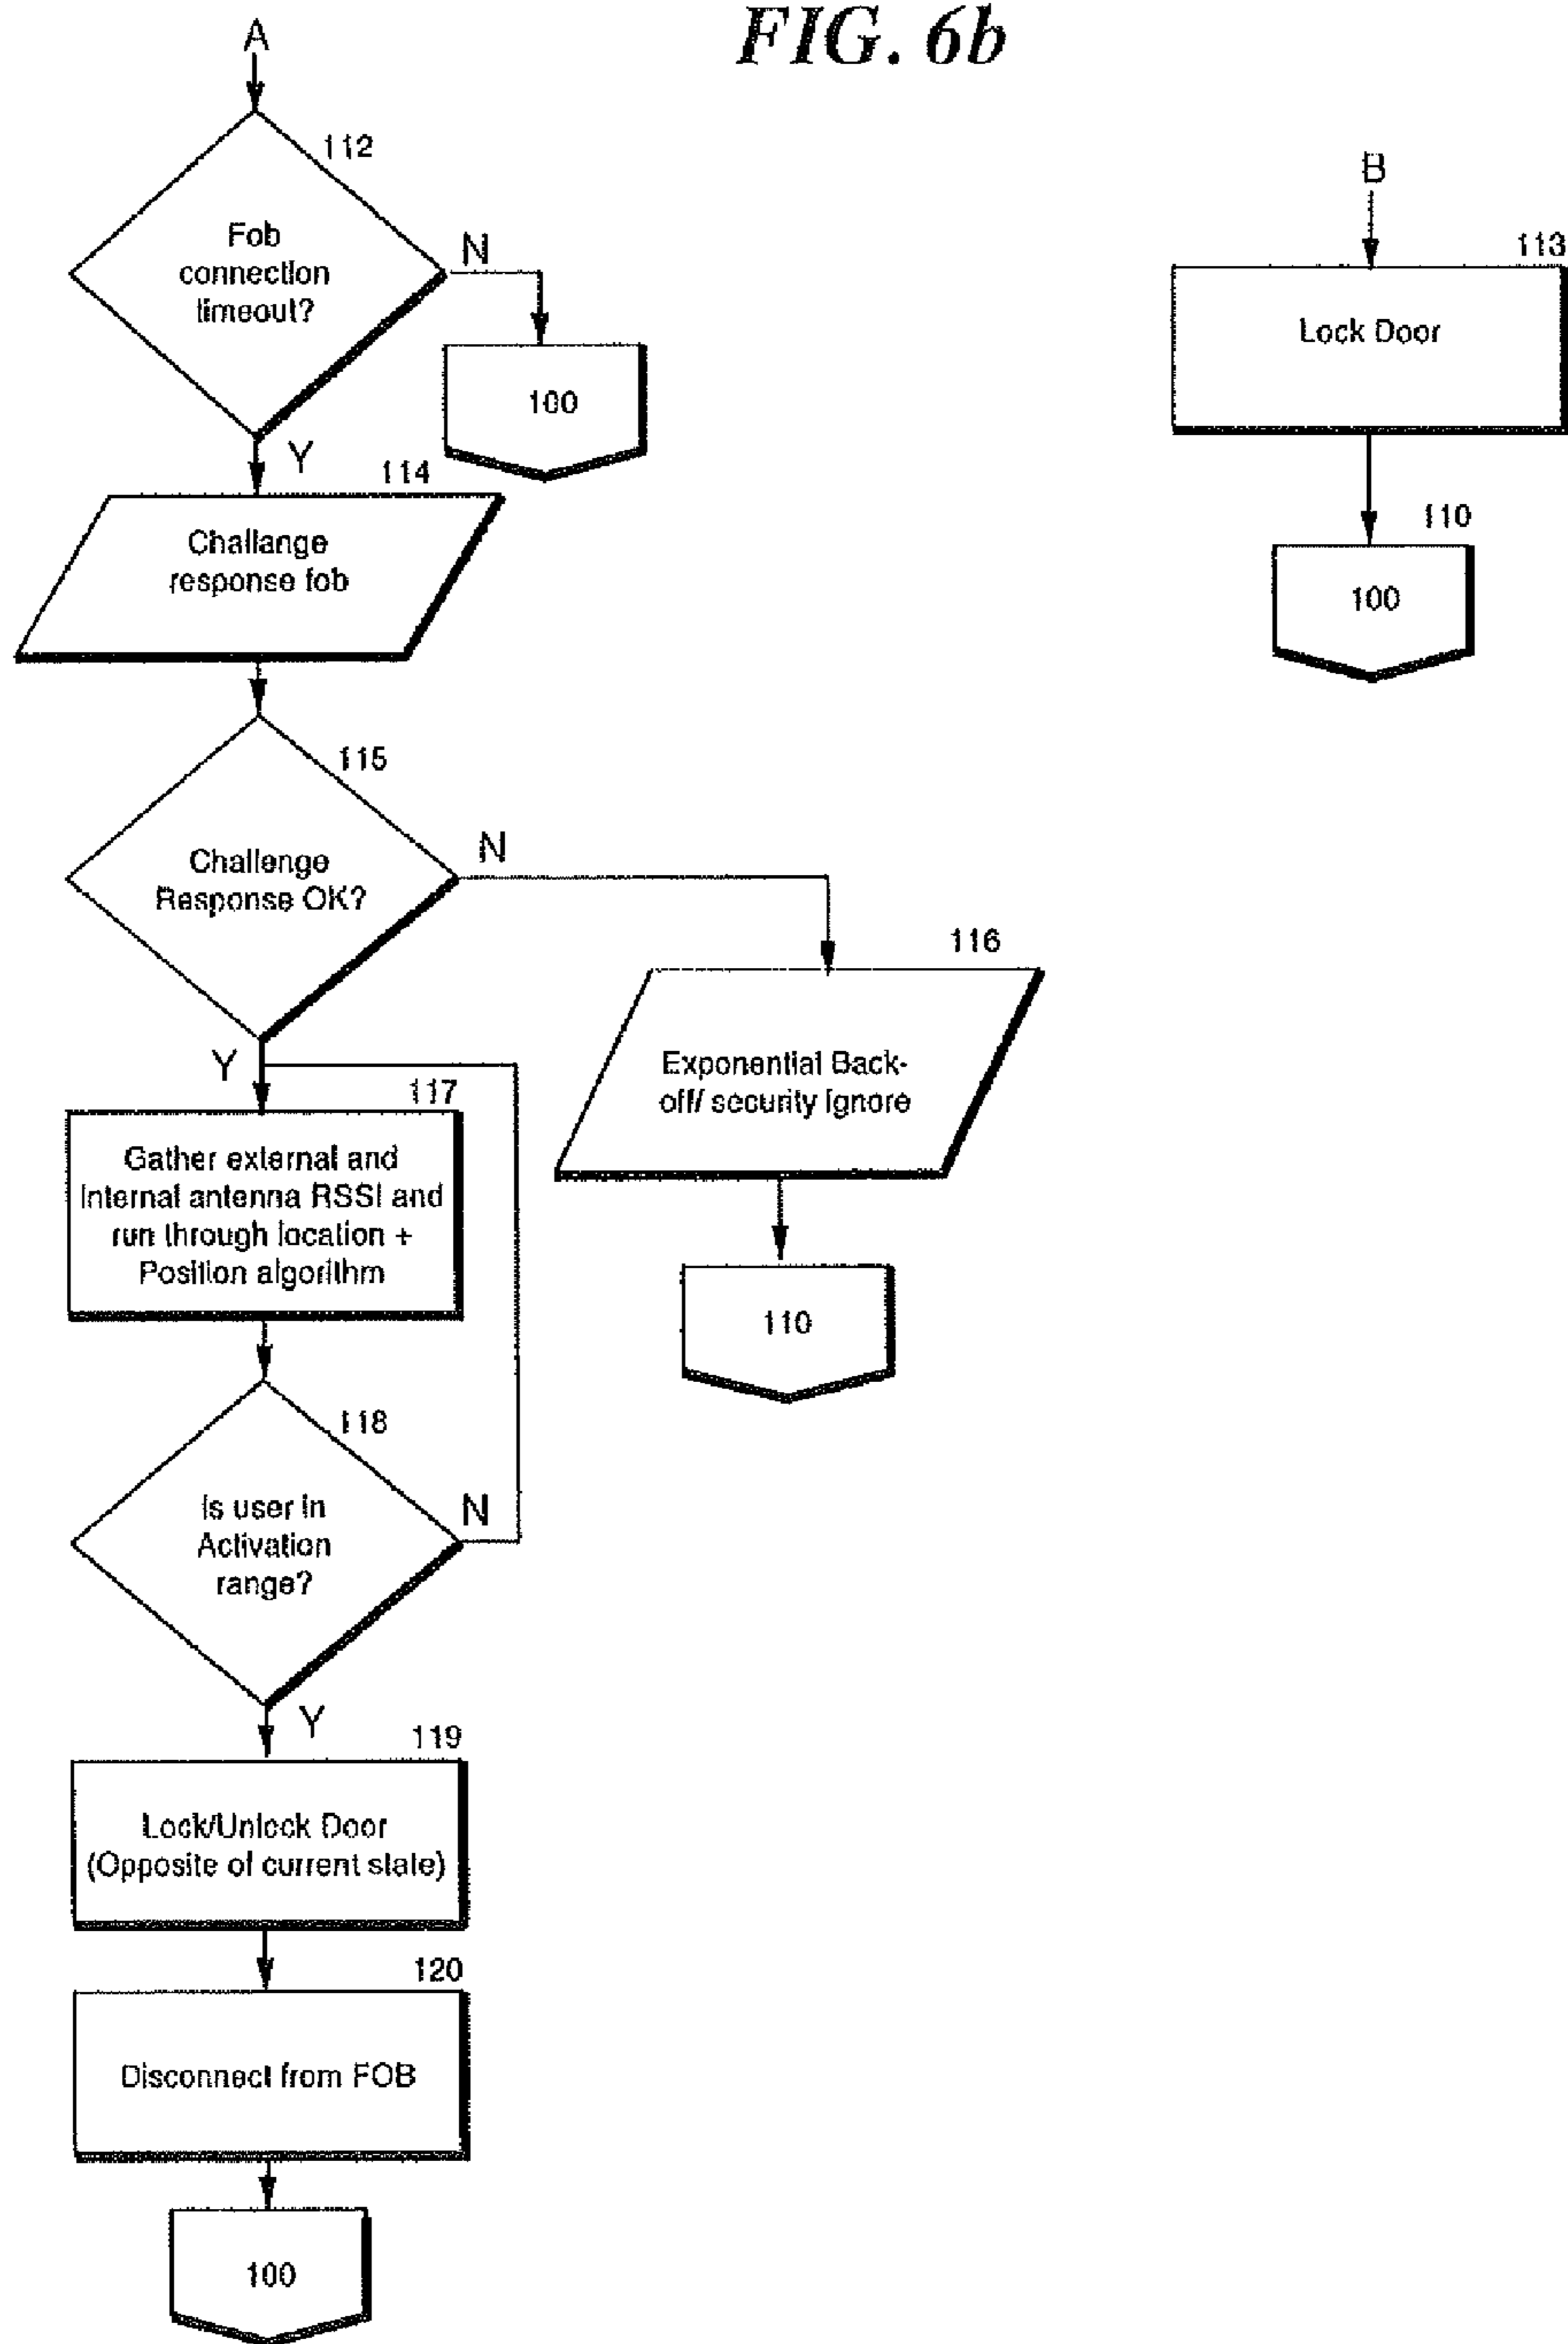 FIG. 6b
A
112
Fob
connection
timeout?
N
100
Y
B
113
Lock Door
110
100
114
Challange
response fob
115
Challenge
Response OK?
N
116
Exponential Back-
off/ security Ignore
110
Y
117
Gather external and
Internal antenna RSSI and
run through location +
Position algorithm
118
Is user in
Activation
range?
N
Y
119
Lock/Unlock Door
(Opposite of current state)
120
Disconnect from FOB
100